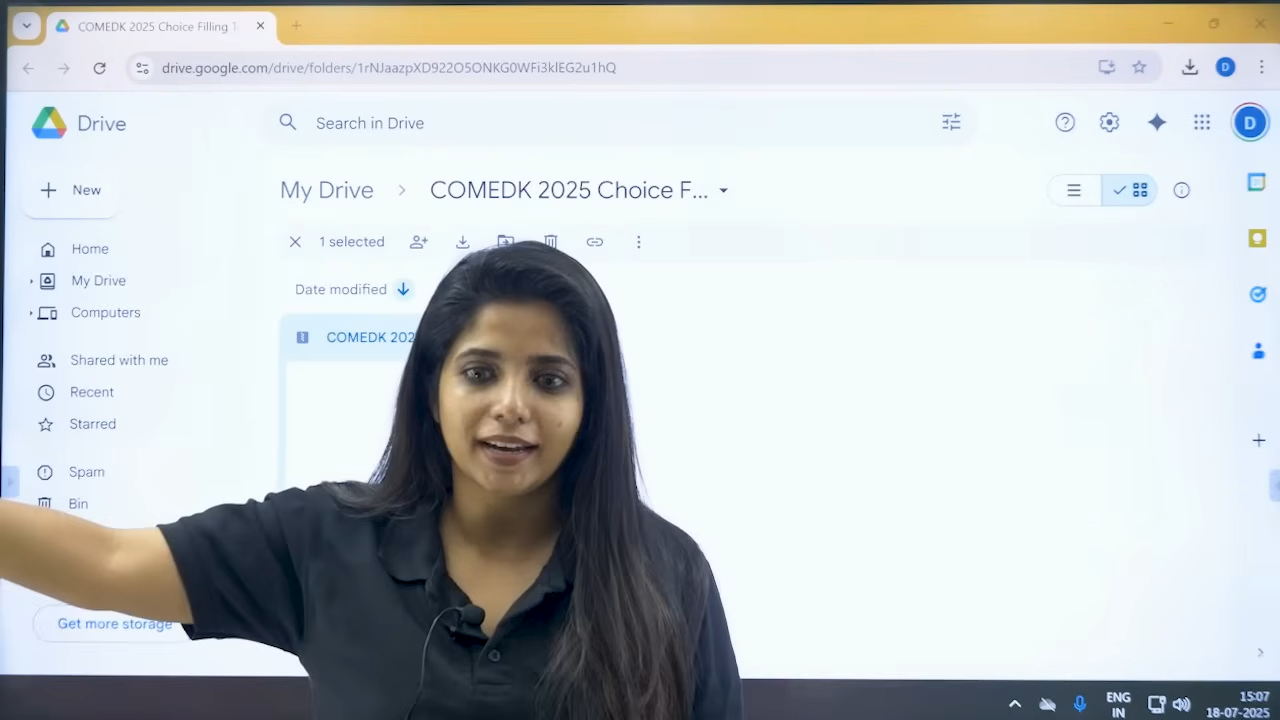 COMEDK 2025 Choice Filling
drive.google.com/drive/folders/1rNJaazpXD922O5ONKG0WFi3klEG2u1hQ
Drive
Search in Drive
D
D
New
My Drive > COMEDK 2025 Choice F...
1 selected
Date modified
COMEDK 202
Home
My Drive
Computers
Shared with me
Recent
Starred
Spam
Bin
Get more storage
ENG
IN
15:07
18-07-2025